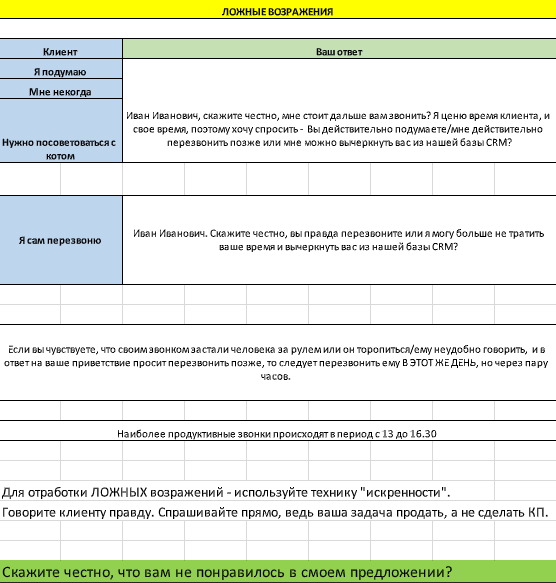 ЛОЖНЫЕ ВОЗРАЖЕНИЯ
Клиент
Ваш ответ
Я подумаю
Мне некогда
Нужно посоветоваться с
котом
Иван Иванович, скажите честно, мне стоит дальше вам звонить? Я ценю время клиента, и
свое время, поэтому хочу спросить - Вы действительно подумаете/мне действительно
перезвонить позже или мне можно вычеркнуть вас из нашей базы CRM?
Я сам перезвоню
Иван Иванович. Скажите честно, вы правда перезвоните или я могу больше не тратить
ваше время и вычеркнуть вас из нашей базы CRM?
Если вы чувствуете, что своим звонком застали человека за рулем или он торопиться/ему неудобно говорить, и в
ответ на ваше приветствие просит перезвонить позже, то следует перезвонить ему В ЭТОТ ЖЕ ДЕНЬ, но через пару
часов.
Наиболее продуктивные звонки происходят в период с 13 до 16.30
Для отработки ЛОЖНЫХ возражений - используйте технику "искренности".
Говорите клиенту правду. Спрашивайте прямо, ведь ваша задача продать, а не сделать КП.
Скажите честно, что вам не понравилось в смоем предложении?